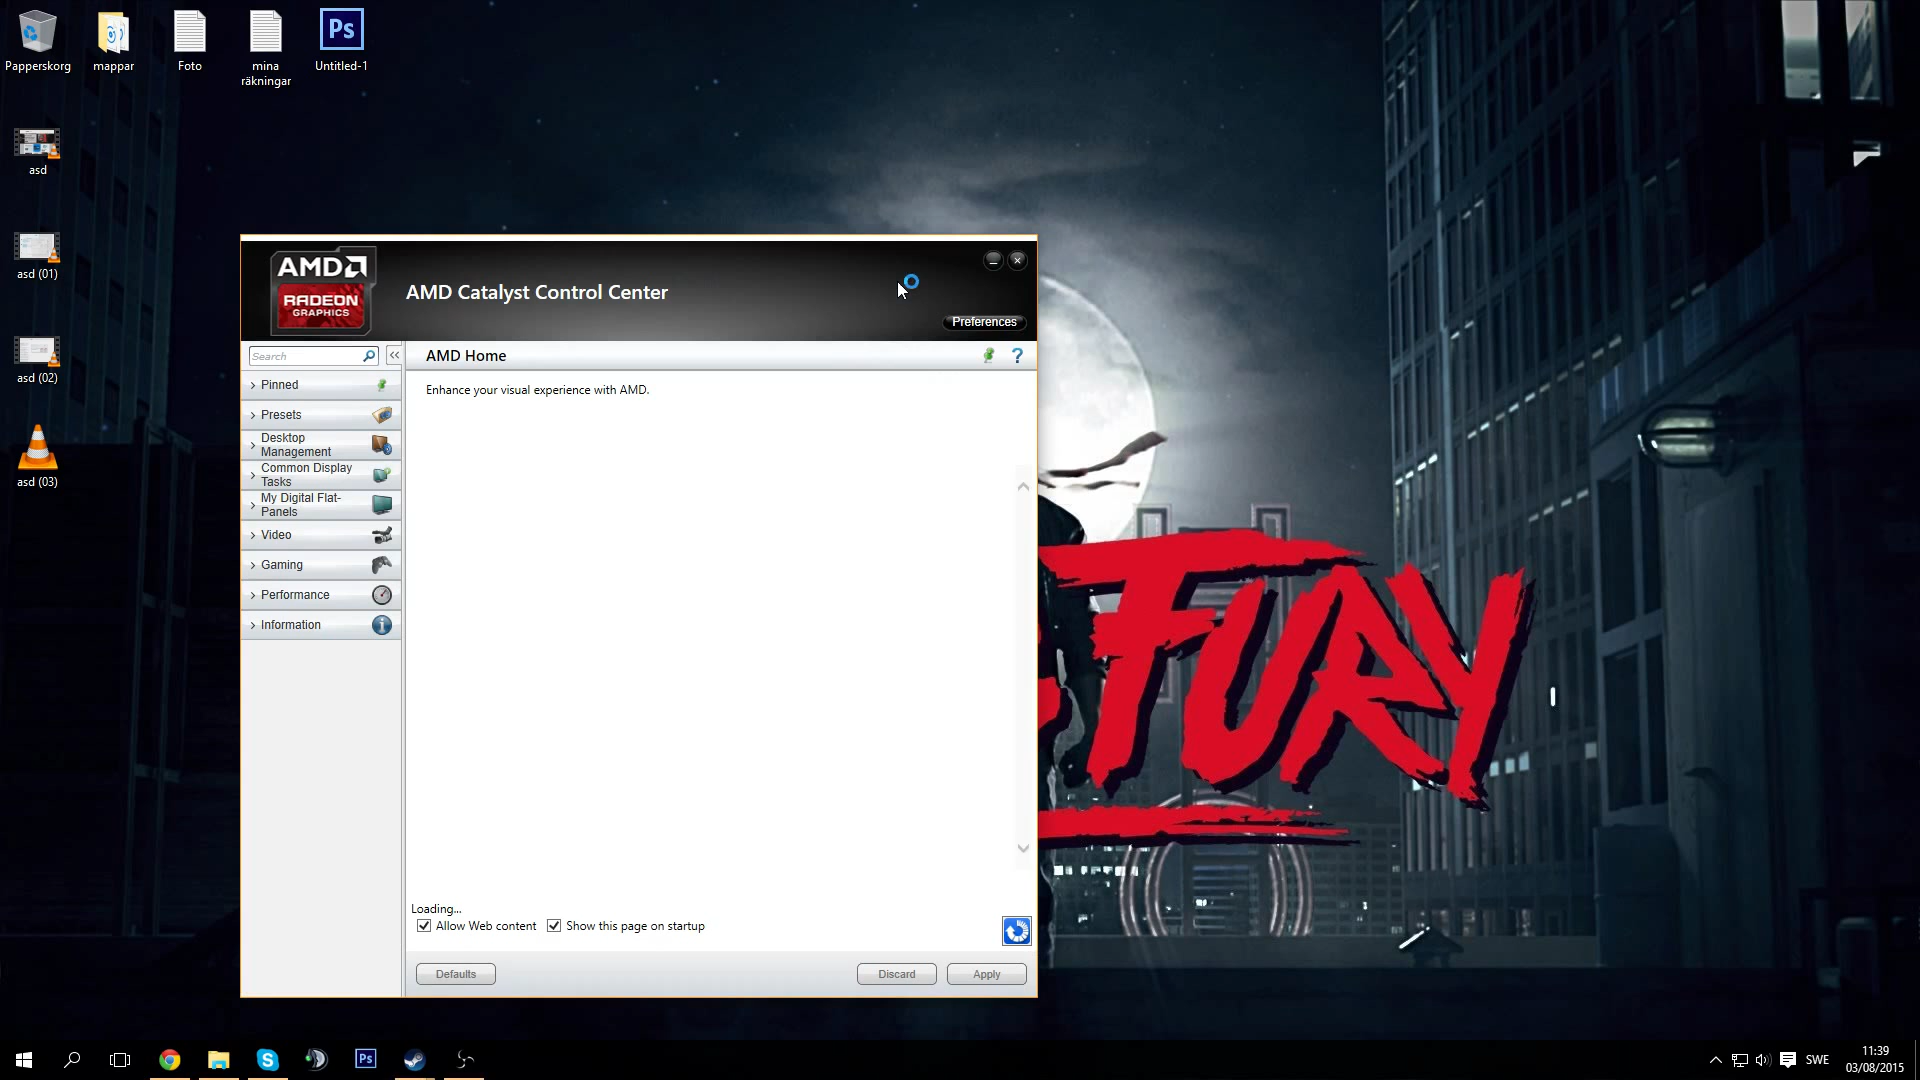 Papperskorg
mappar
Foto
mina
räkningar
Ps
Untitled-1
asd
asd (01)
asd (02)
asd (03)
AMD
RADEON
GRAPHICS
AMD Catalyst Control Center
Preferences
Search
AMD Home
?
Enhance your visual experience with AMD.
Pinned
Presets
Desktop
Management
Common Display
Tasks
My Digital Flat-
Panels
Video
Gaming
Performance
Information
FURY
Loading...
Allow Web content
Show this page on startup
Defaults
Discard
Apply
Ps
SWE
11:39
03/08/2015